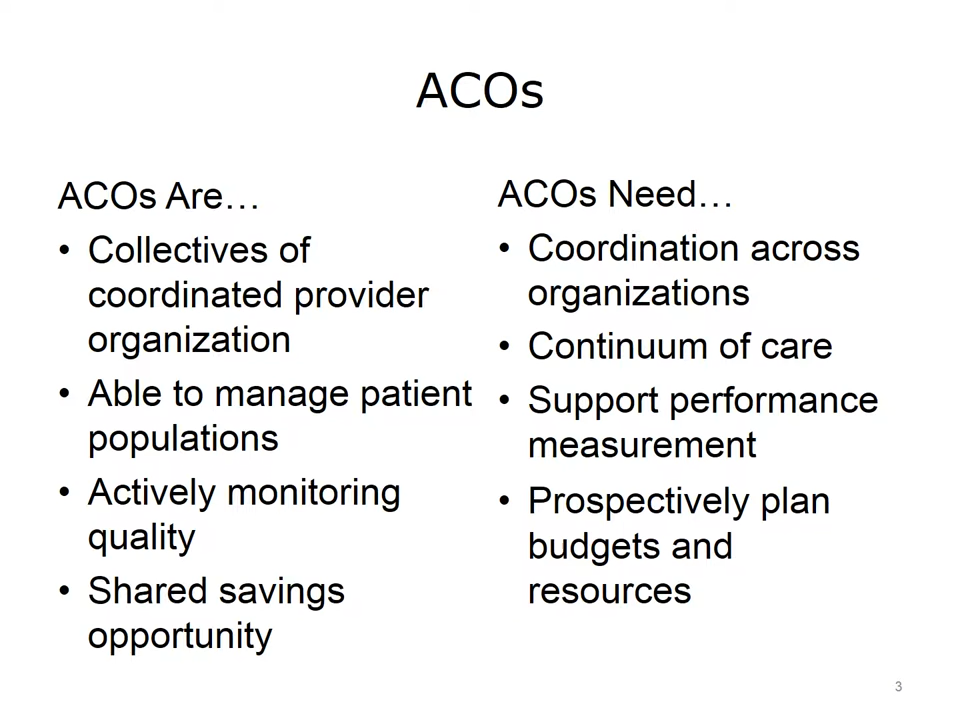 ACOs
ACOs Are…
• Collectives of
coordinated provider
organization
• Able to manage patient
populations
• Actively monitoring
quality
• Shared savings
opportunity
ACOs Need…
• Coordination across
organizations
• Continuum of care
• Support performance
measurement
• Prospectively plan
budgets and
resources
3